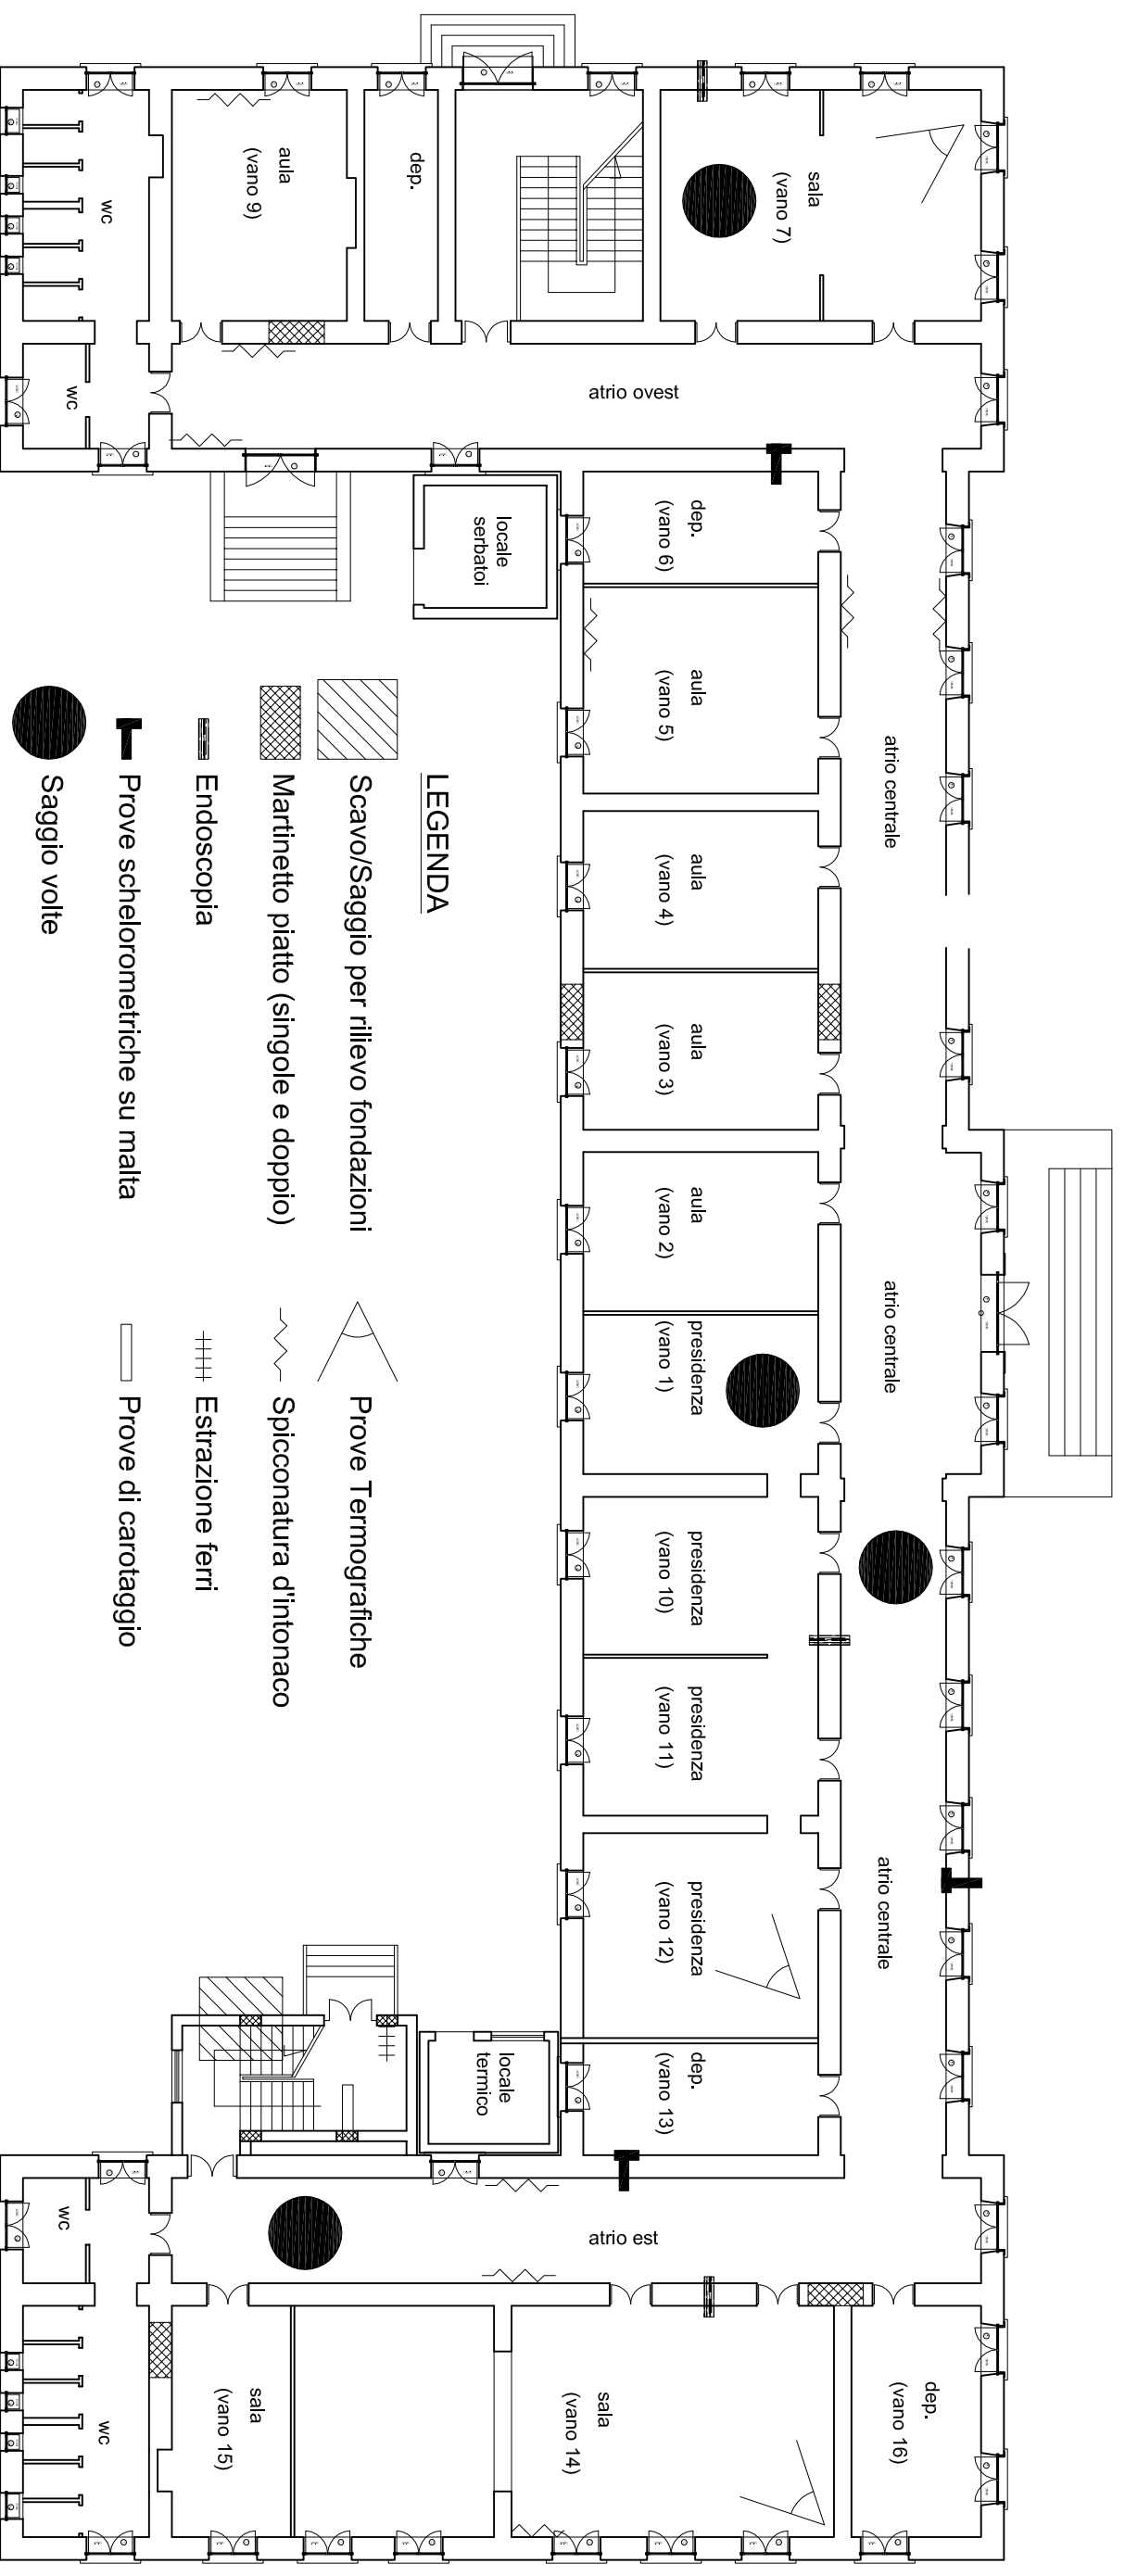 wc
aula
(vano 9)
dep.
sala
(vano 7)
wc
atrio ovest
locale
serbatoi
dep.
(vano 6)
aula
(vano 5)
atrio centrale
aula
(vano 4)
aula
(vano 3)
aula
(vano 2)
presidenza
(vano 1)
atrio centrale
presidenza
(vano 10)
presidenza
(vano 11)
presidenza
(vano 12)
atrio centrale
dep.
(vano 13)
locale
termico
wc
atrio est
wc
sala
(vano 15)
sala
(vano 14)
dep.
(vano 16)
LEGENDA
Scavo/Saggio per rilievo fondazioni
Martinetto piatto (singole e doppio)
Endoscopia
Prove schelorometriche su malta
Saggio volte
Prove Termografiche
Spicconatura d'intonaco
Estrazione ferri
Prove di carotaggio